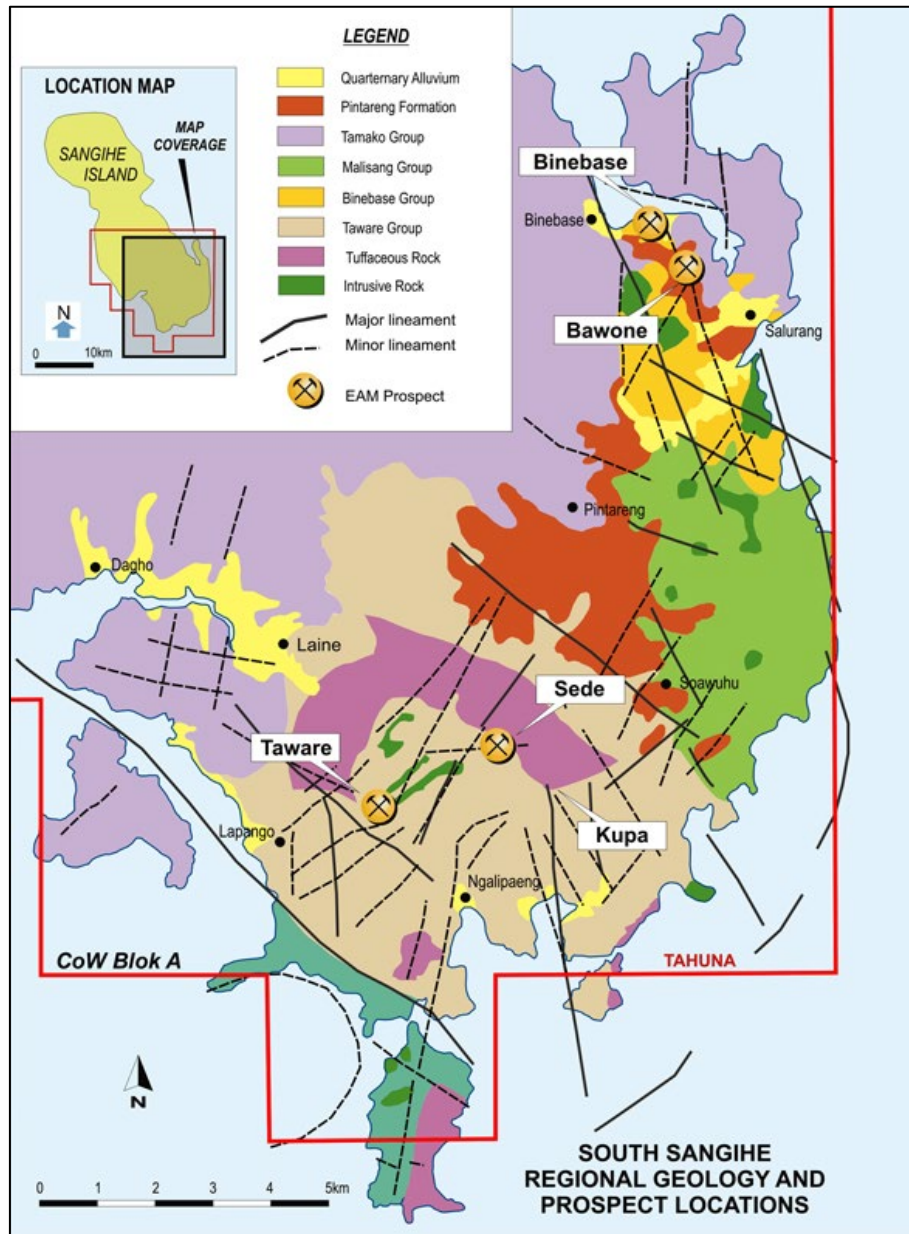 LEGEND
Quarternary Alluvium
Pintareng Formation
Tamako Group
Malisang Group
Binebase Group
Taware Group
Tuffaceous Rock
Intrusive Rock
Major lineament
Minor lineament
EAM Prospect
LOCATION MAP
MAP
COVERAGE
SANGIHE
ISLAND
N
0 10km
Binebase
Binebase
Bawone
Salurang
Pintareng
Dagho
Laine
Soawuhu
Sede
Taware
Kupa
Lapango
Ngalipaeng
CoW Blok A
TAHUNA
N
0 1 2 3 4 5km
SOUTH SANGIHE
REGIONAL GEOLOGY AND
PROSPECT LOCATIONS